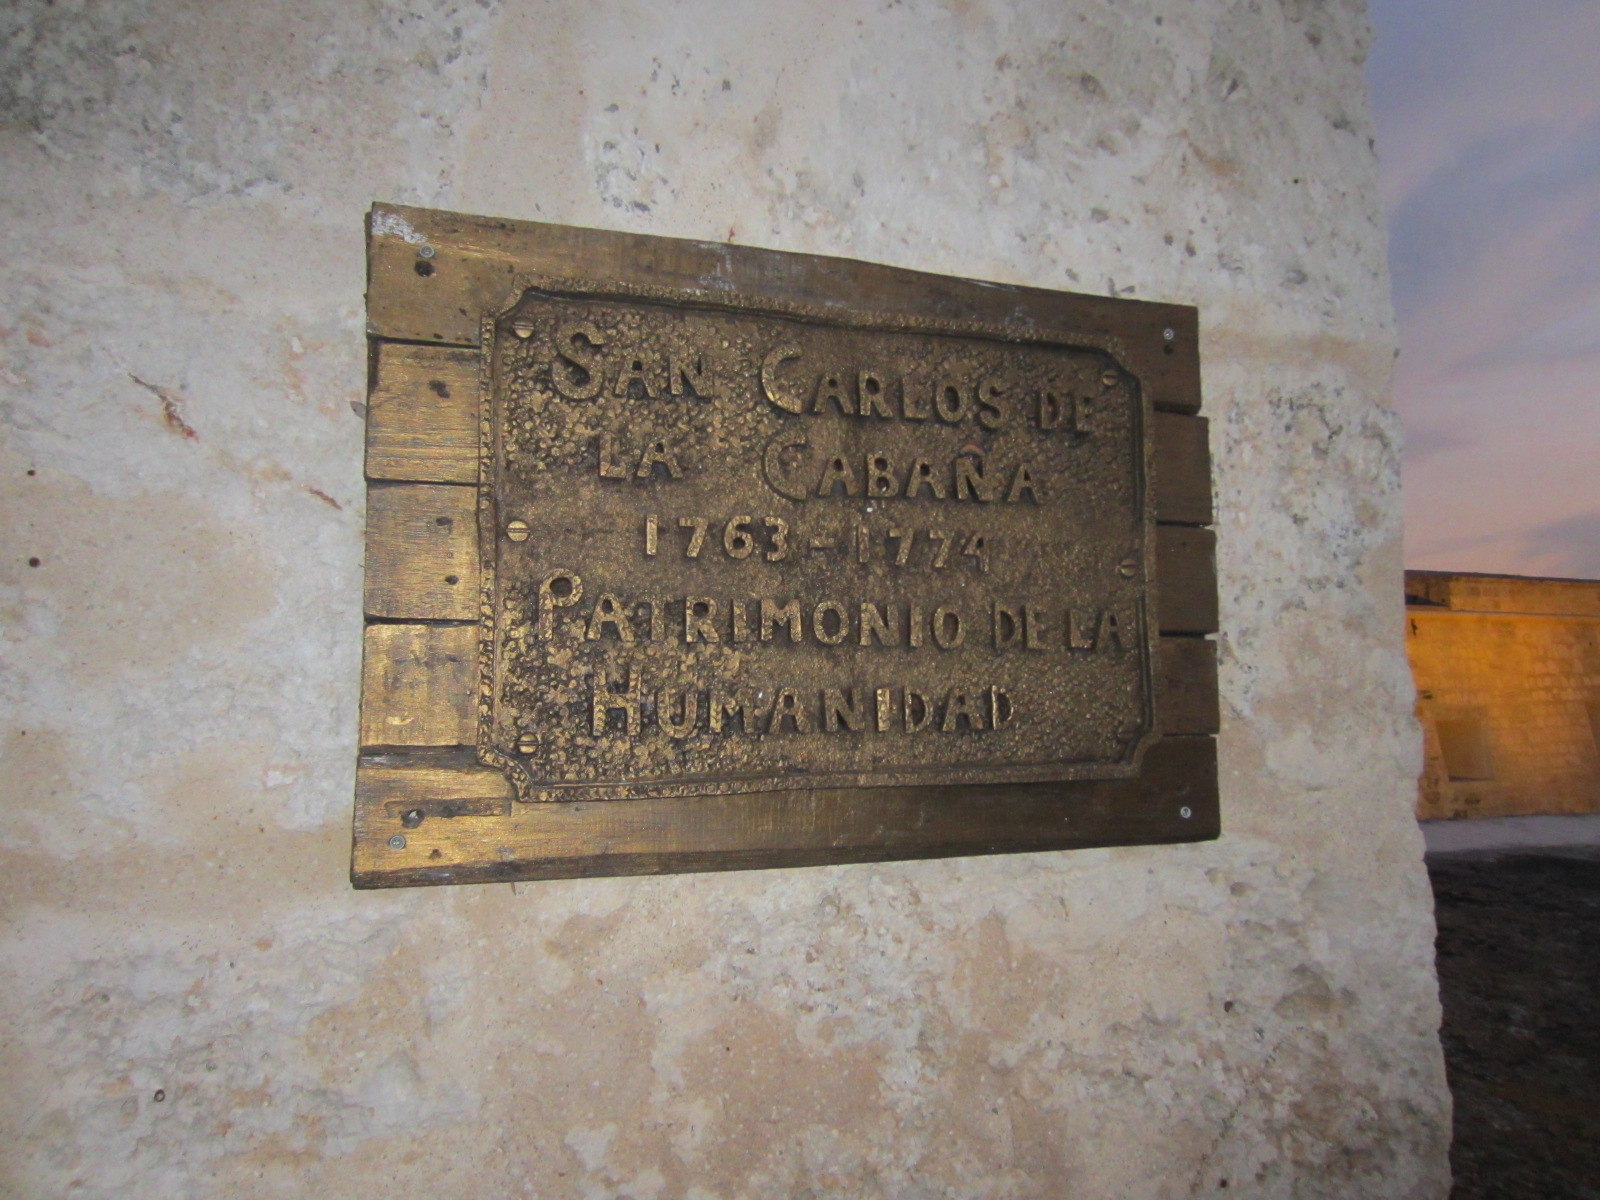 San Carlos de
la Cabaña
1763-1774
Patrimonio de la
Humanidad